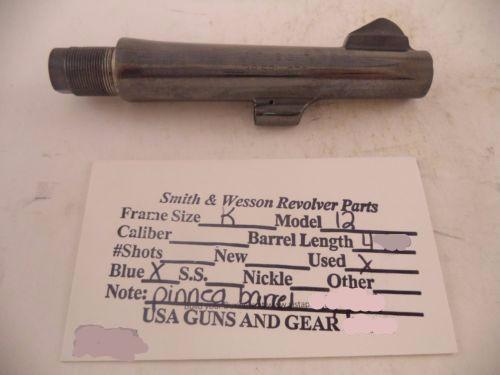 Smith & Wesson Revolver Parts
Frame Size K Model 12
Caliber Barrel Length 4
#Shots New Used X
Blue X S.S. Nickle Other
Note: pinned barrel
USA GUNS AND GEAR